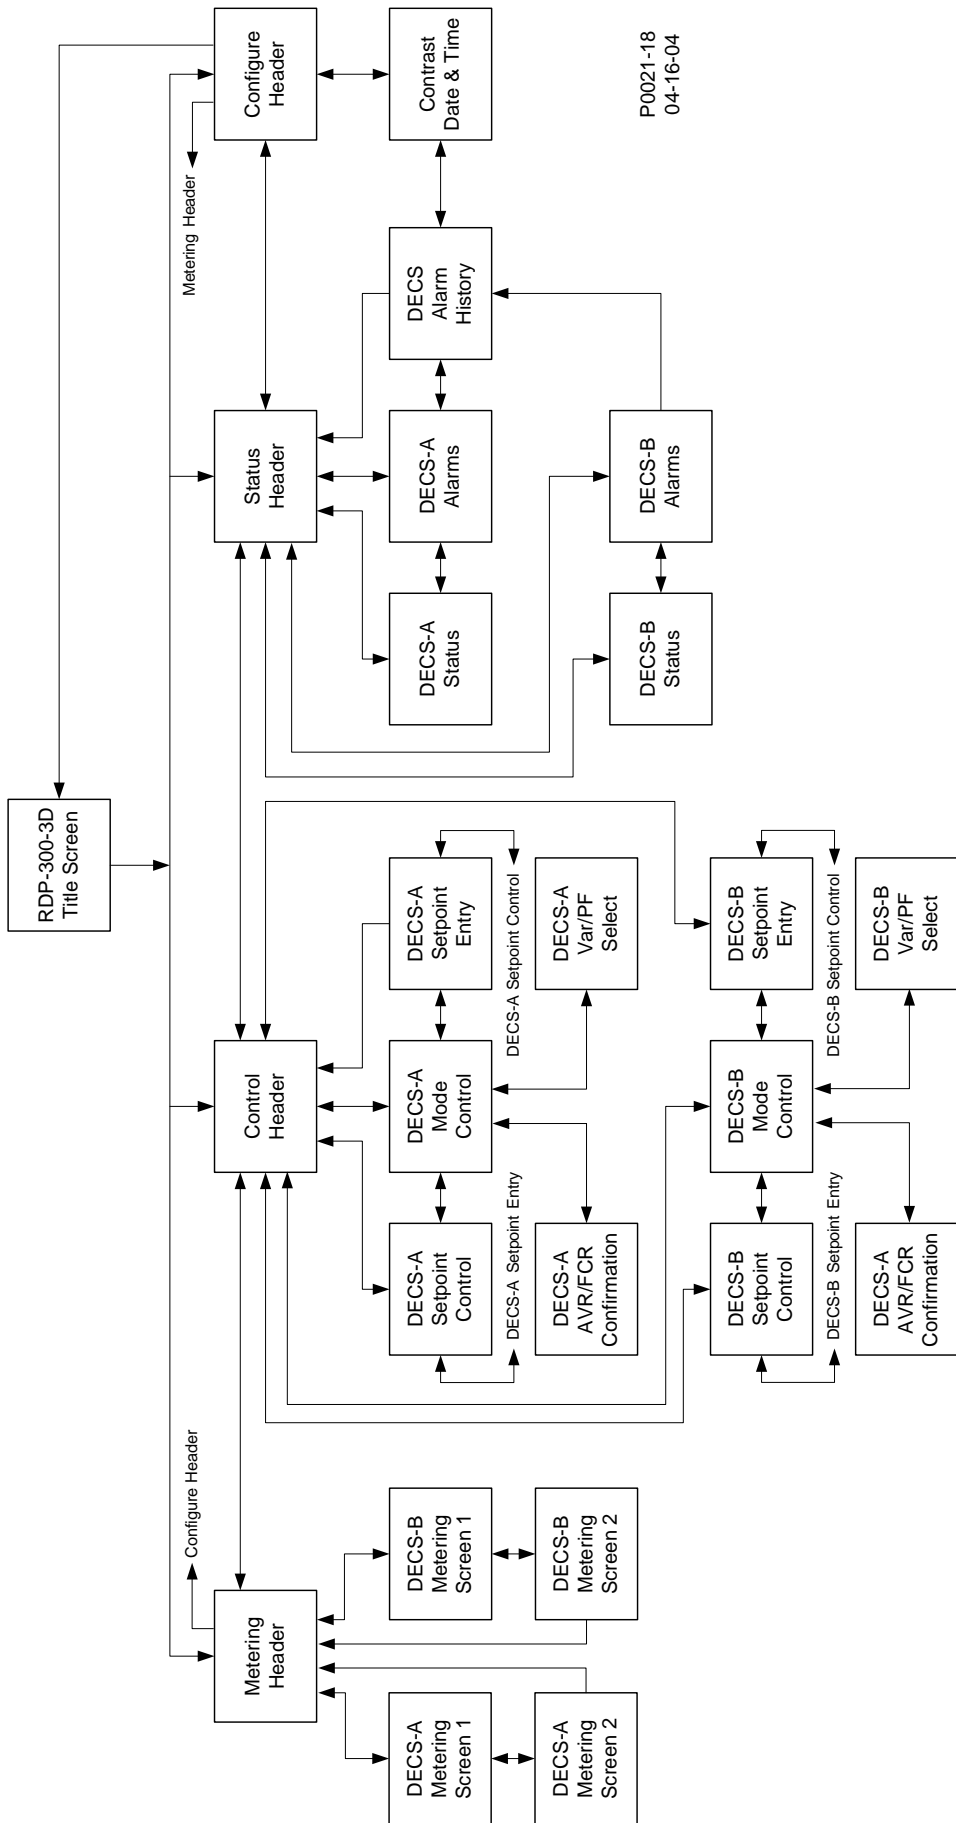 RDP-300-3D
Title Screen
Configure Header
Metering Header
Metering
Header
Control
Header
Status
Header
Configure
Header
DECS-A
Metering
Screen 1
DECS-B
Metering
Screen 1
DECS-A
Setpoint
Control
DECS-A
Mode
Control
DECS-A
Setpoint
Entry
DECS-A
Status
DECS-A
Alarms
DECS
Alarm
History
Contrast
Date & Time
DECS-A Setpoint Entry
DECS-A Setpoint Control
DECS-A
Metering
Screen 2
DECS-B
Metering
Screen 2
DECS-A
AVR/FCR
Confirmation
DECS-A
Var/PF
Select
DECS-B
Status
DECS-B
Alarms
P0021-18
04-16-04
DECS-B
Setpoint
Control
DECS-B
Mode
Control
DECS-B
Setpoint
Entry
DECS-B Setpoint Entry
DECS-B Setpoint Control
DECS-A
AVR/FCR
Confirmation
DECS-B
Var/PF
Select